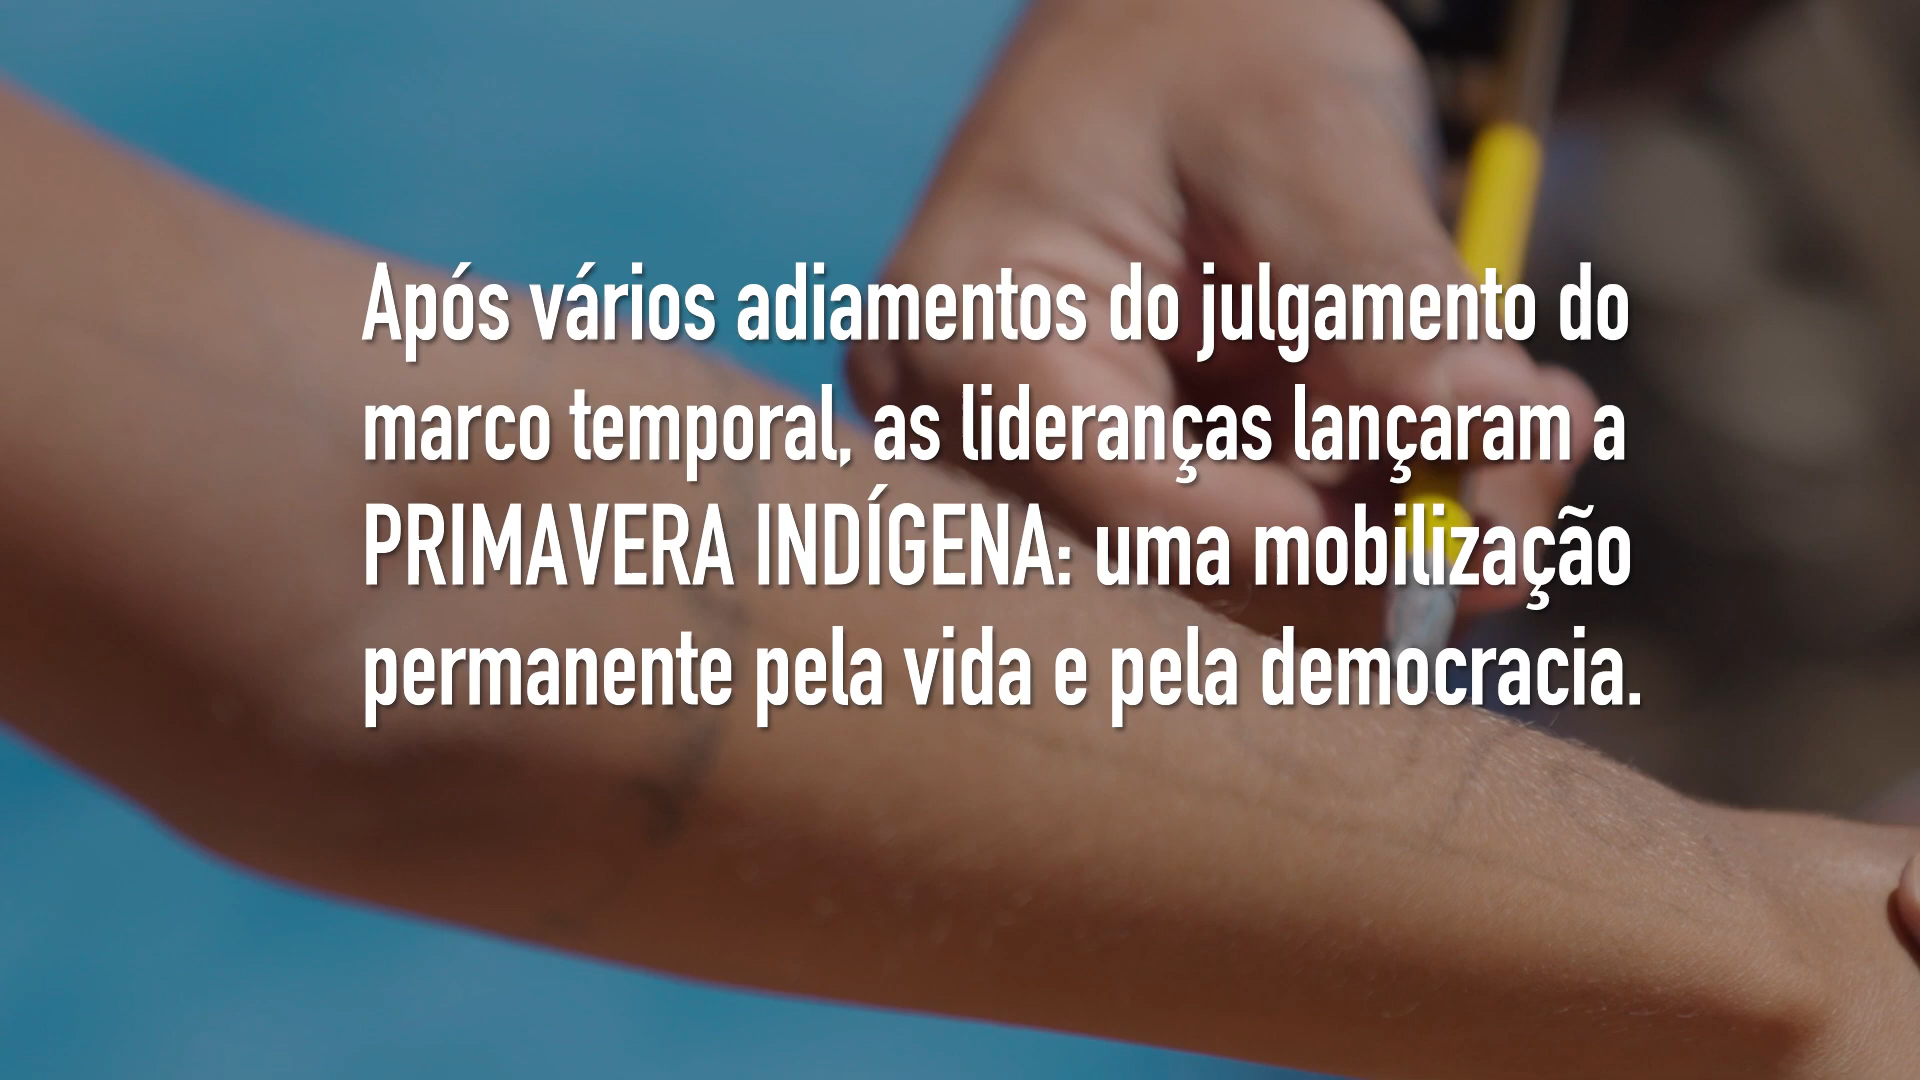 Após vários adiamentos do julgamento do
marco temporal, as lideranças lançaram a
PRIMAVERA INDÍGENA: uma mobilização
permanente pela vida e pela democracia.